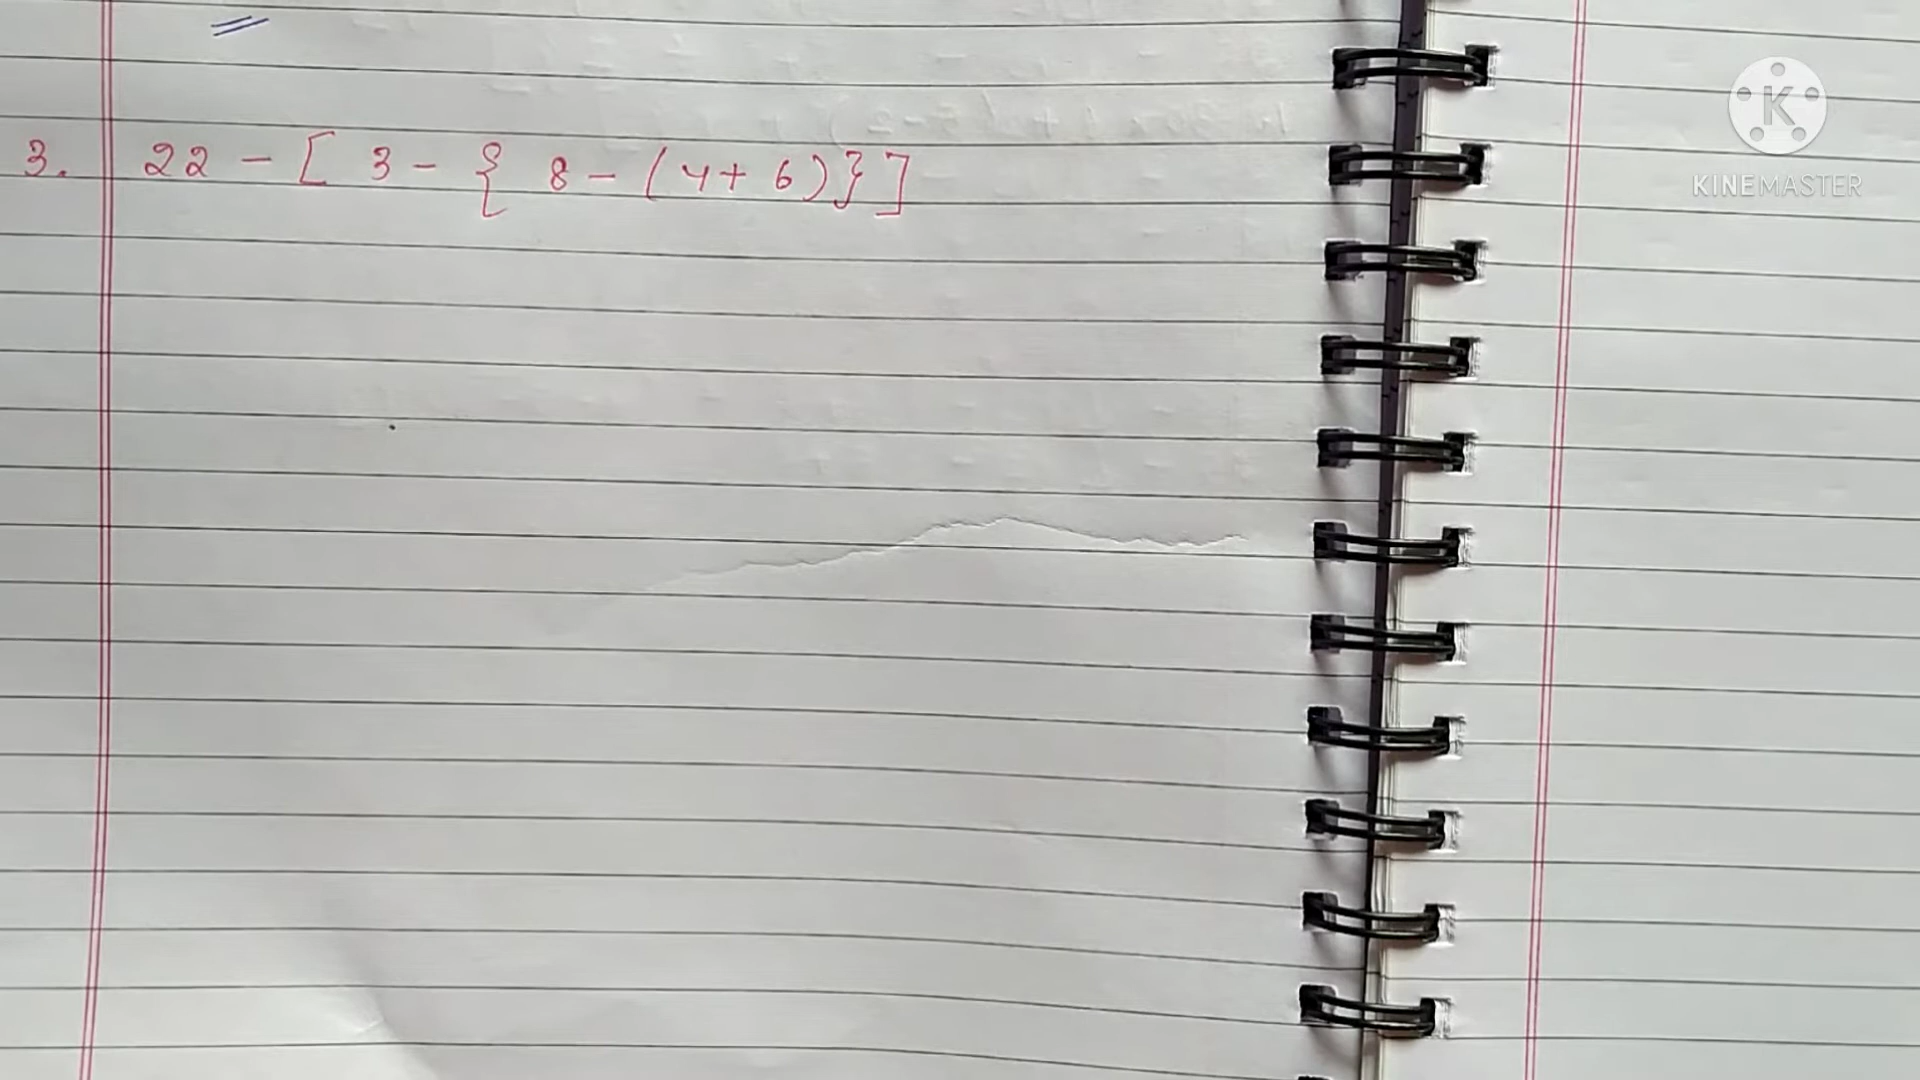 3. 22 - [ 3 - { 8 - (4 + 6)}]
K
KINEMASTER